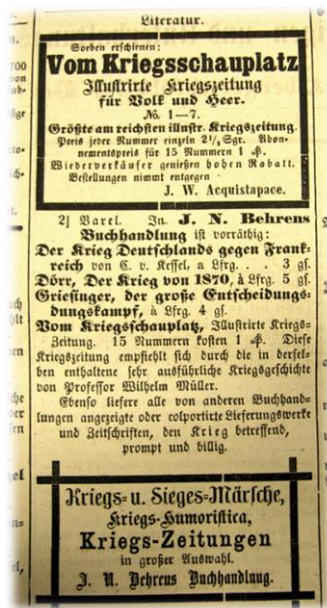 Literatur.
Soeben erschienen:
Vom Kriegsschauplatz
Illustrirte Kriegszeitung
für Volk und Heer.
No. 1—7.
Größte am reichsten illustr. Kriegszeitung.
Preis jeder Nummer einzeln 2½ Sgr. Abon-
nementspreis für 15 Nummern 1 ₰.
Wiederverkäufer genießen hohen Rabatt.
Bestellungen nimmt entgegen
J. W. Acquistapace.
2] Varel. In J. N. Behrens
Buchhandlung ist vorräthig:
Der Krieg Deutschlands gegen Frank-
reich von C. v. Kessel, a Lfrg. . . 3 gs.
Dörr, Der Krieg von 1870, à Lfrg. 5 gs.
Griesinger, der große Entscheidungs-
dungskampf, à Lfrg. 4 gs.
Vom Kriegsschauplatz, Illustrirte Kriegs-
Zeitung. 15 Nummern kosten 1 ₰. Diese
Kriegszeitung empfiehlt sich durch die in dersel-
ben enthaltene sehr ausführliche Kriegsgeschichte
von Professor Wilhelm Müller.
Ebenso liefere alle von anderen Buchhand-
lungen angezeigte oder colportirte Lieferungswerke
und Zeitschriften, den Krieg betreffend,
prompt und billig.
Kriegs- u. Sieges-Märsche,
Kriegs-Humoristica,
Kriegs-Zeitungen
in großer Auswahl.
J. N. Behrens Buchhandlung.